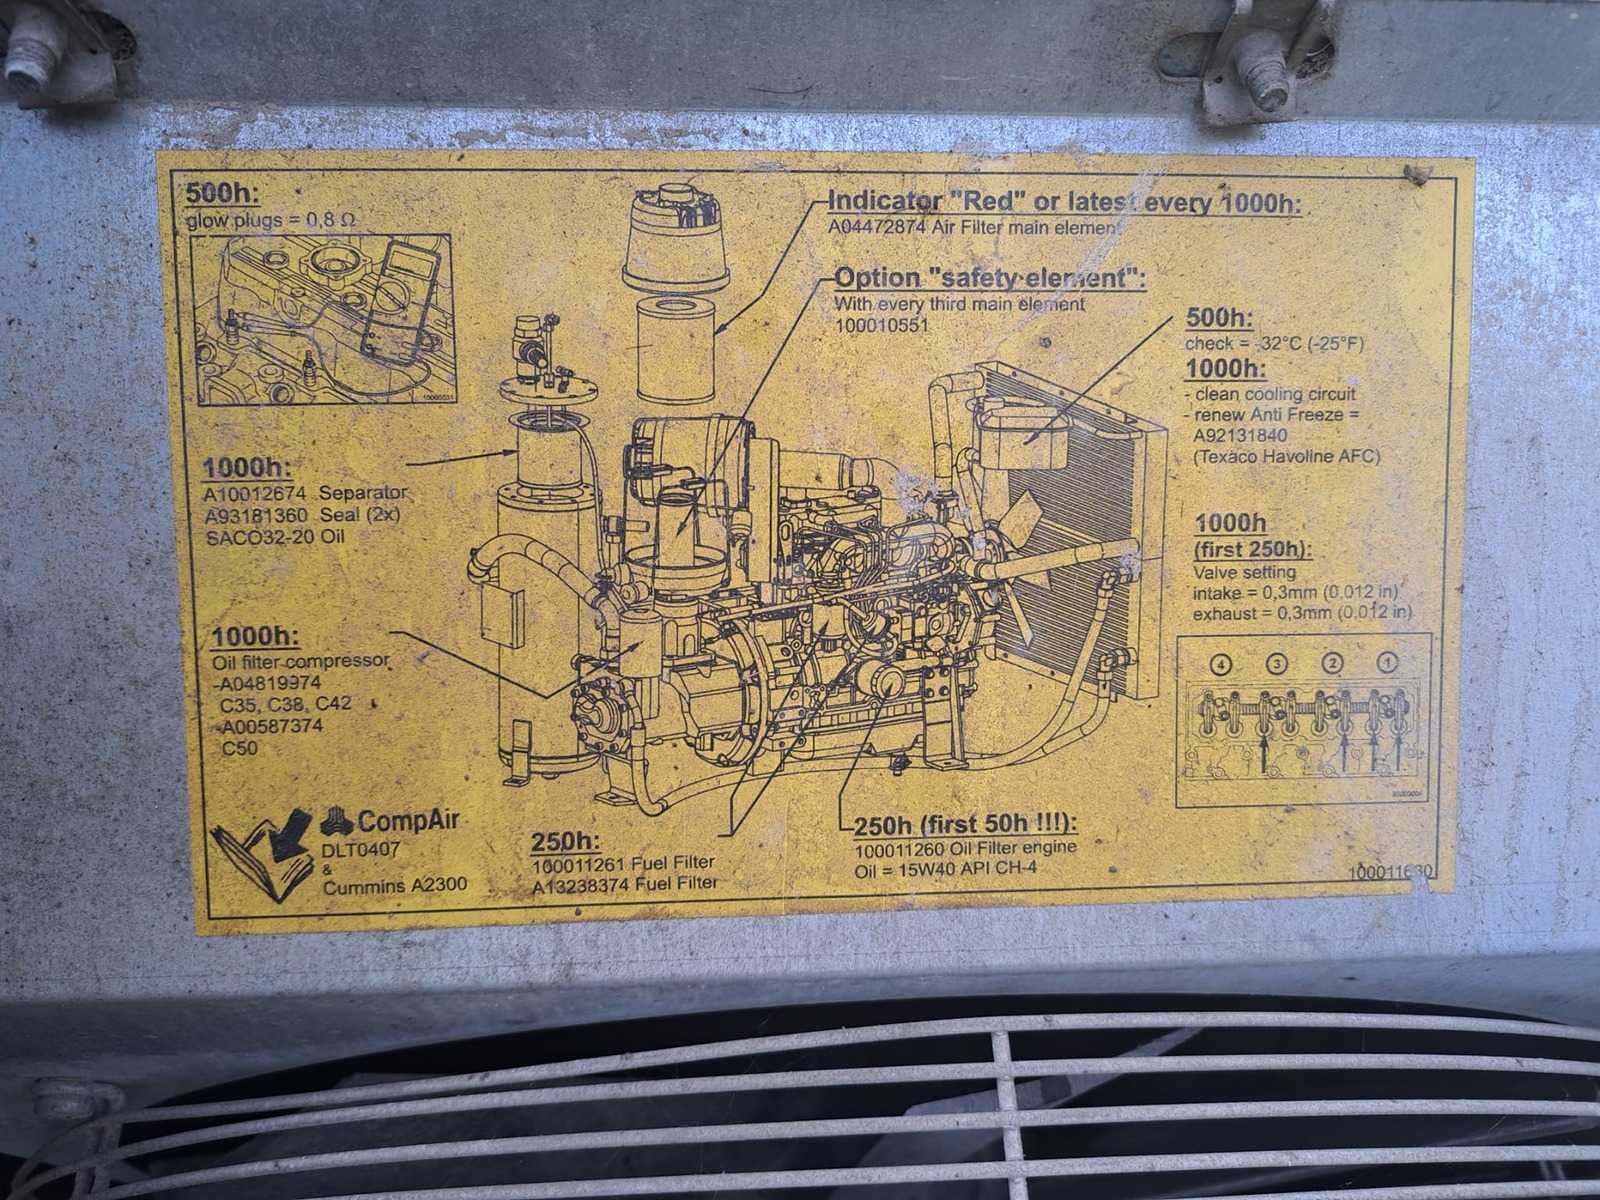 500h:
glow plugs = 0,8 Ω
Indicator "Red" or latest every 1000h:
A04472874 Air Filter main element
Option "safety element":
With every third main element
100010551
500h:
check = -32°C (-25°F)
1000h:
- clean cooling circuit
- renew Anti Freeze =
A92131840
(Texaco Havoline AFC)
1000h:
A10012674 Separator
A93181360 Seal (2x)
SACO32-20 Oil
1000h
(first 250h):
Valve setting
intake = 0,3mm (0.012 in)
exhaust = 0,3mm (0.012 in)
4 3 2 1
1000h:
Oil filter compressor
-A04819974
C35, C38, C42
-A00587374
C50
CompAir
DLT0407
&
Cummins A2300
250h:
100011261 Fuel Filter
A13238374 Fuel Filter
250h (first 50h !!!):
100011260 Oil Filter engine
Oil = 15W40 API CH-4